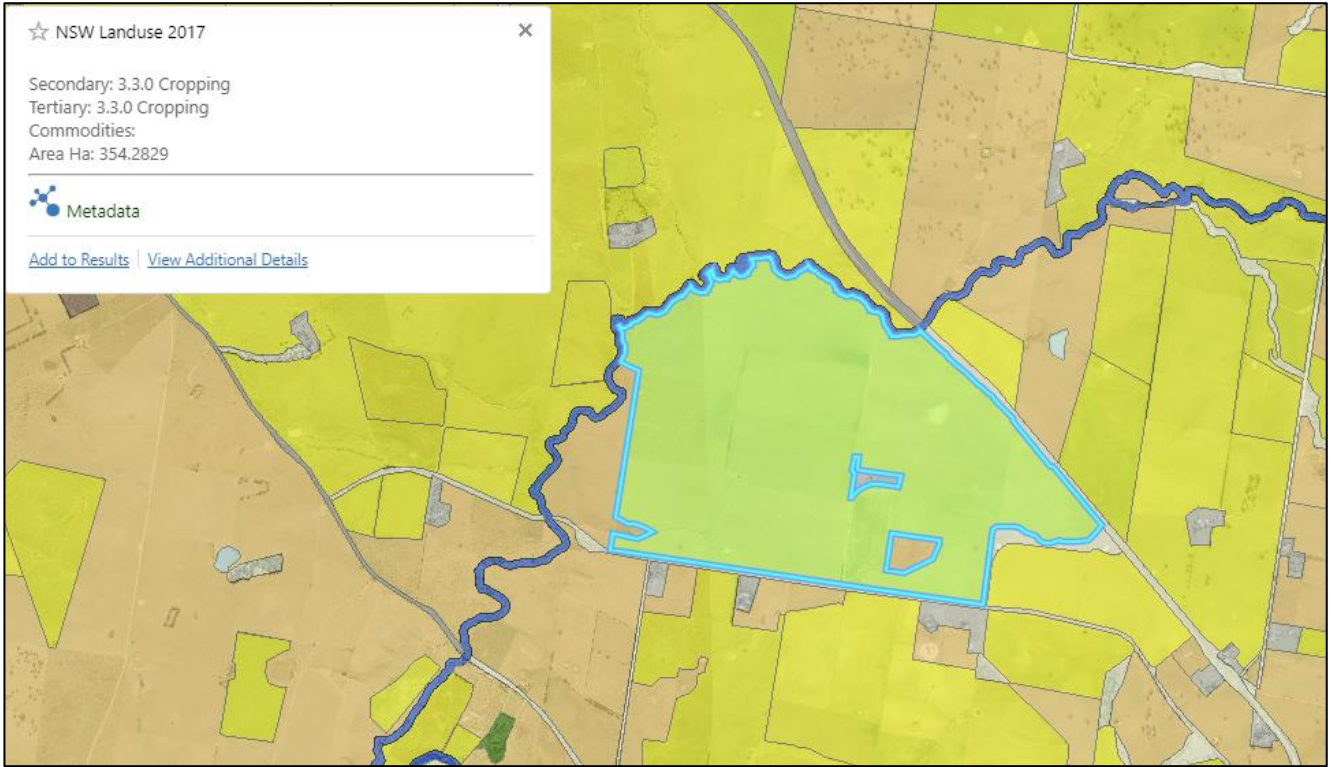 NSW Landuse 2017
Secondary: 3.3.0 Cropping
Tertiary: 3.3.0 Cropping
Commodities:
Area Ha: 354.2829
Metadata
Add to Results View Additional Details